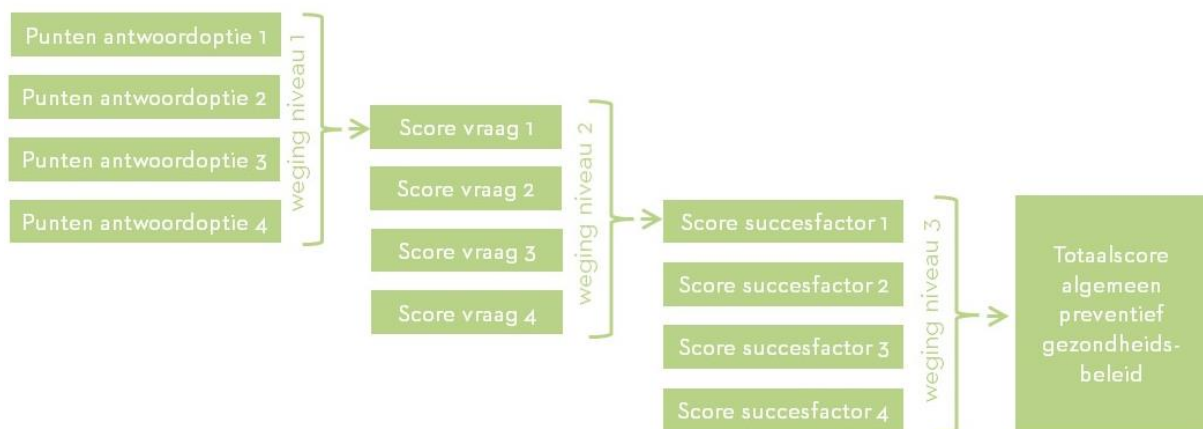 Punten antwoordoptie 1
Punten antwoordoptie 2
Punten antwoordoptie 3
Punten antwoordoptie 4
weging niveau 1
Score vraag 1
Score vraag 2
Score vraag 3
Score vraag 4
weging niveau 2
Score succesfactor 1
Score succesfactor 2
Score succesfactor 3
Score succesfactor 4
weging niveau 3
Totaalscore
algemeen
preventief
gezondheids-
beleid